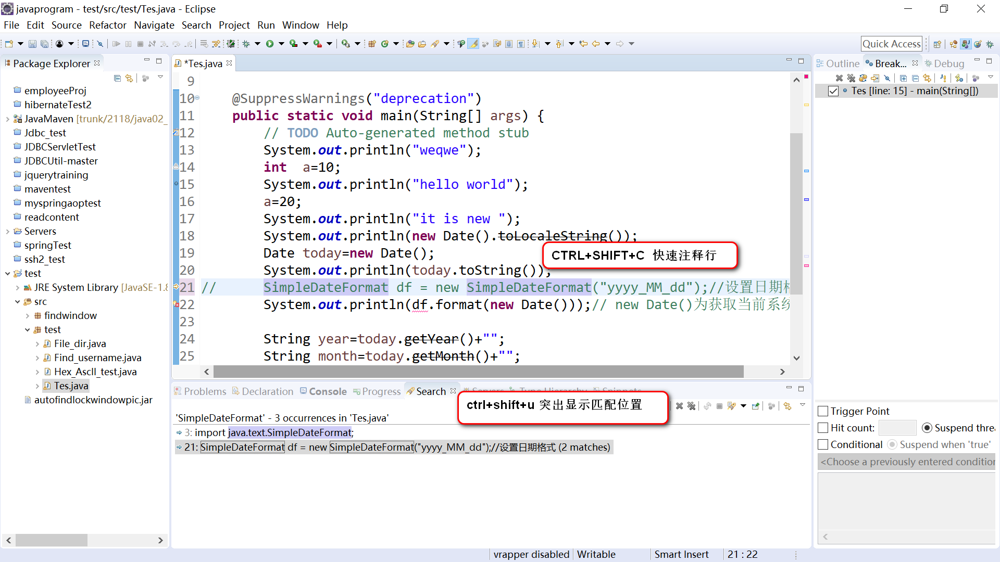 javaprogram - test/src/test/Tes.java - Eclipse
File Edit Source Refactor Navigate Search Project Run Window Help
Quick Access
Package Explorer
employeeProj
hibernateTest2
JavaMaven [trunk/2118/java02_
Jdbc_test
JDBCServletTest
JDBCUtil-master
jquerytraining
maventest
myspringaoptest
readcontent
Servers
springTest
ssh2_test
test
JRE System Library [JavaSE-1.8
src
findwindow
test
File_dir.java
Find_username.java
Hex_AscII_test.java
Tes.java
autofindlockwindowpic.jar
*Tes.java
9
10 @SuppressWarnings("deprecation")
11 public static void main(String[] args) {
12 // TODO Auto-generated method stub
13 System.out.println("weqwe");
14 int  a=10;
15 System.out.println("hello world");
16 a=20;
17 System.out.println("it is new ");
18 System.out.println(new Date().toLocaleString());
19 Date today=new Date();
CTRL+SHIFT+C 快速注释行
20 System.out.println(today.toString());
21 // SimpleDateFormat df = new SimpleDateFormat("yyyy_MM_dd");//设置日期格
22 System.out.println(df.format(new Date()));// new Date()为获取当前系统
23
24 String year=today.getYear()+"";
25 String month=today.getMonth()+"";
Problems Declaration Console Progress Search Servers Type Hierarchy Snippets
ctrl+shift+u 突出显示匹配位置
'SimpleDateFormat' - 3 occurrences in 'Tes.java'
3: import java.text.SimpleDateFormat;
21: SimpleDateFormat df = new SimpleDateFormat("yyyy_MM_dd");//设置日期格式 (2 matches)
Outline Break... Debug
Tes [line: 15] - main(String[])
Trigger Point
Hit count: Suspend threa
Conditional Suspend when 'true'
<Choose a previously entered condition
vrapper disabled Writable Smart Insert 21 : 22